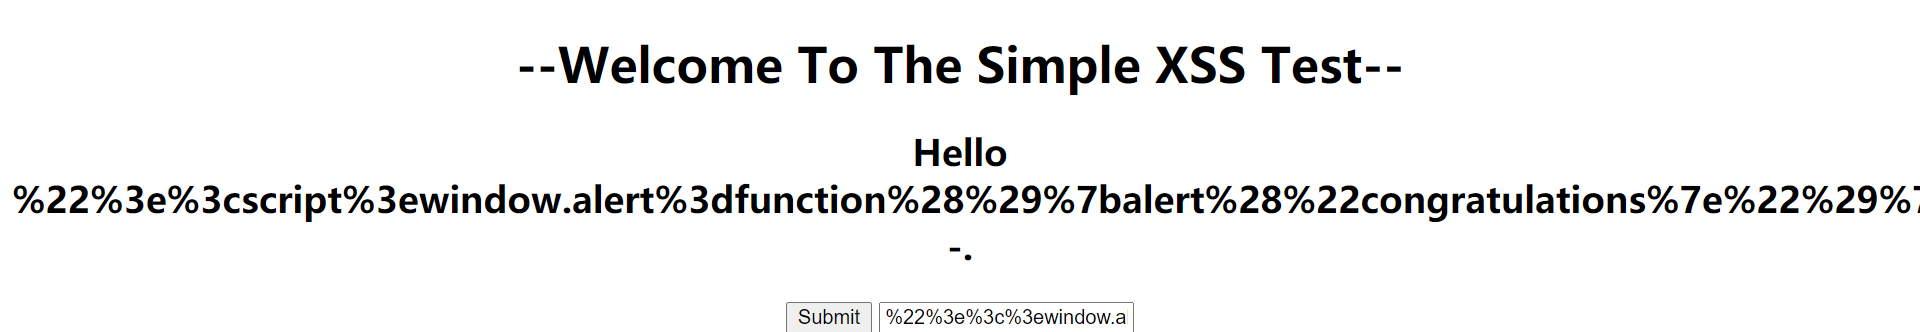 --Welcome To The Simple XSS Test--
Hello
%22%3e%3cscript%3ewindow.alert%3dfunction%28%29%7balert%28%22congratulations%7e%22%29%7
-.
Submit %22%3e%3c%3ewindow.a